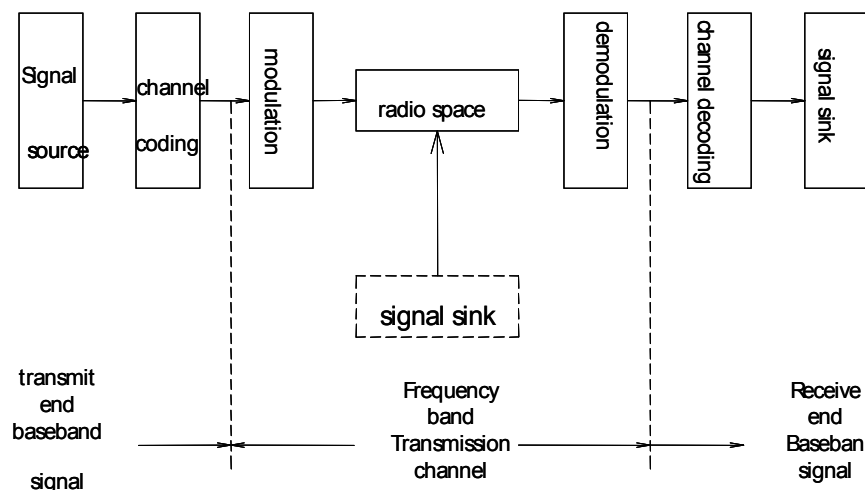 Signal
source
channel
coding
modulation
radio space
demodulation
channel decoding
signal sink
signal sink
transmit
end
baseband
signal
Frequency
band
Transmission
channel
Receive
end
Baseban
signal